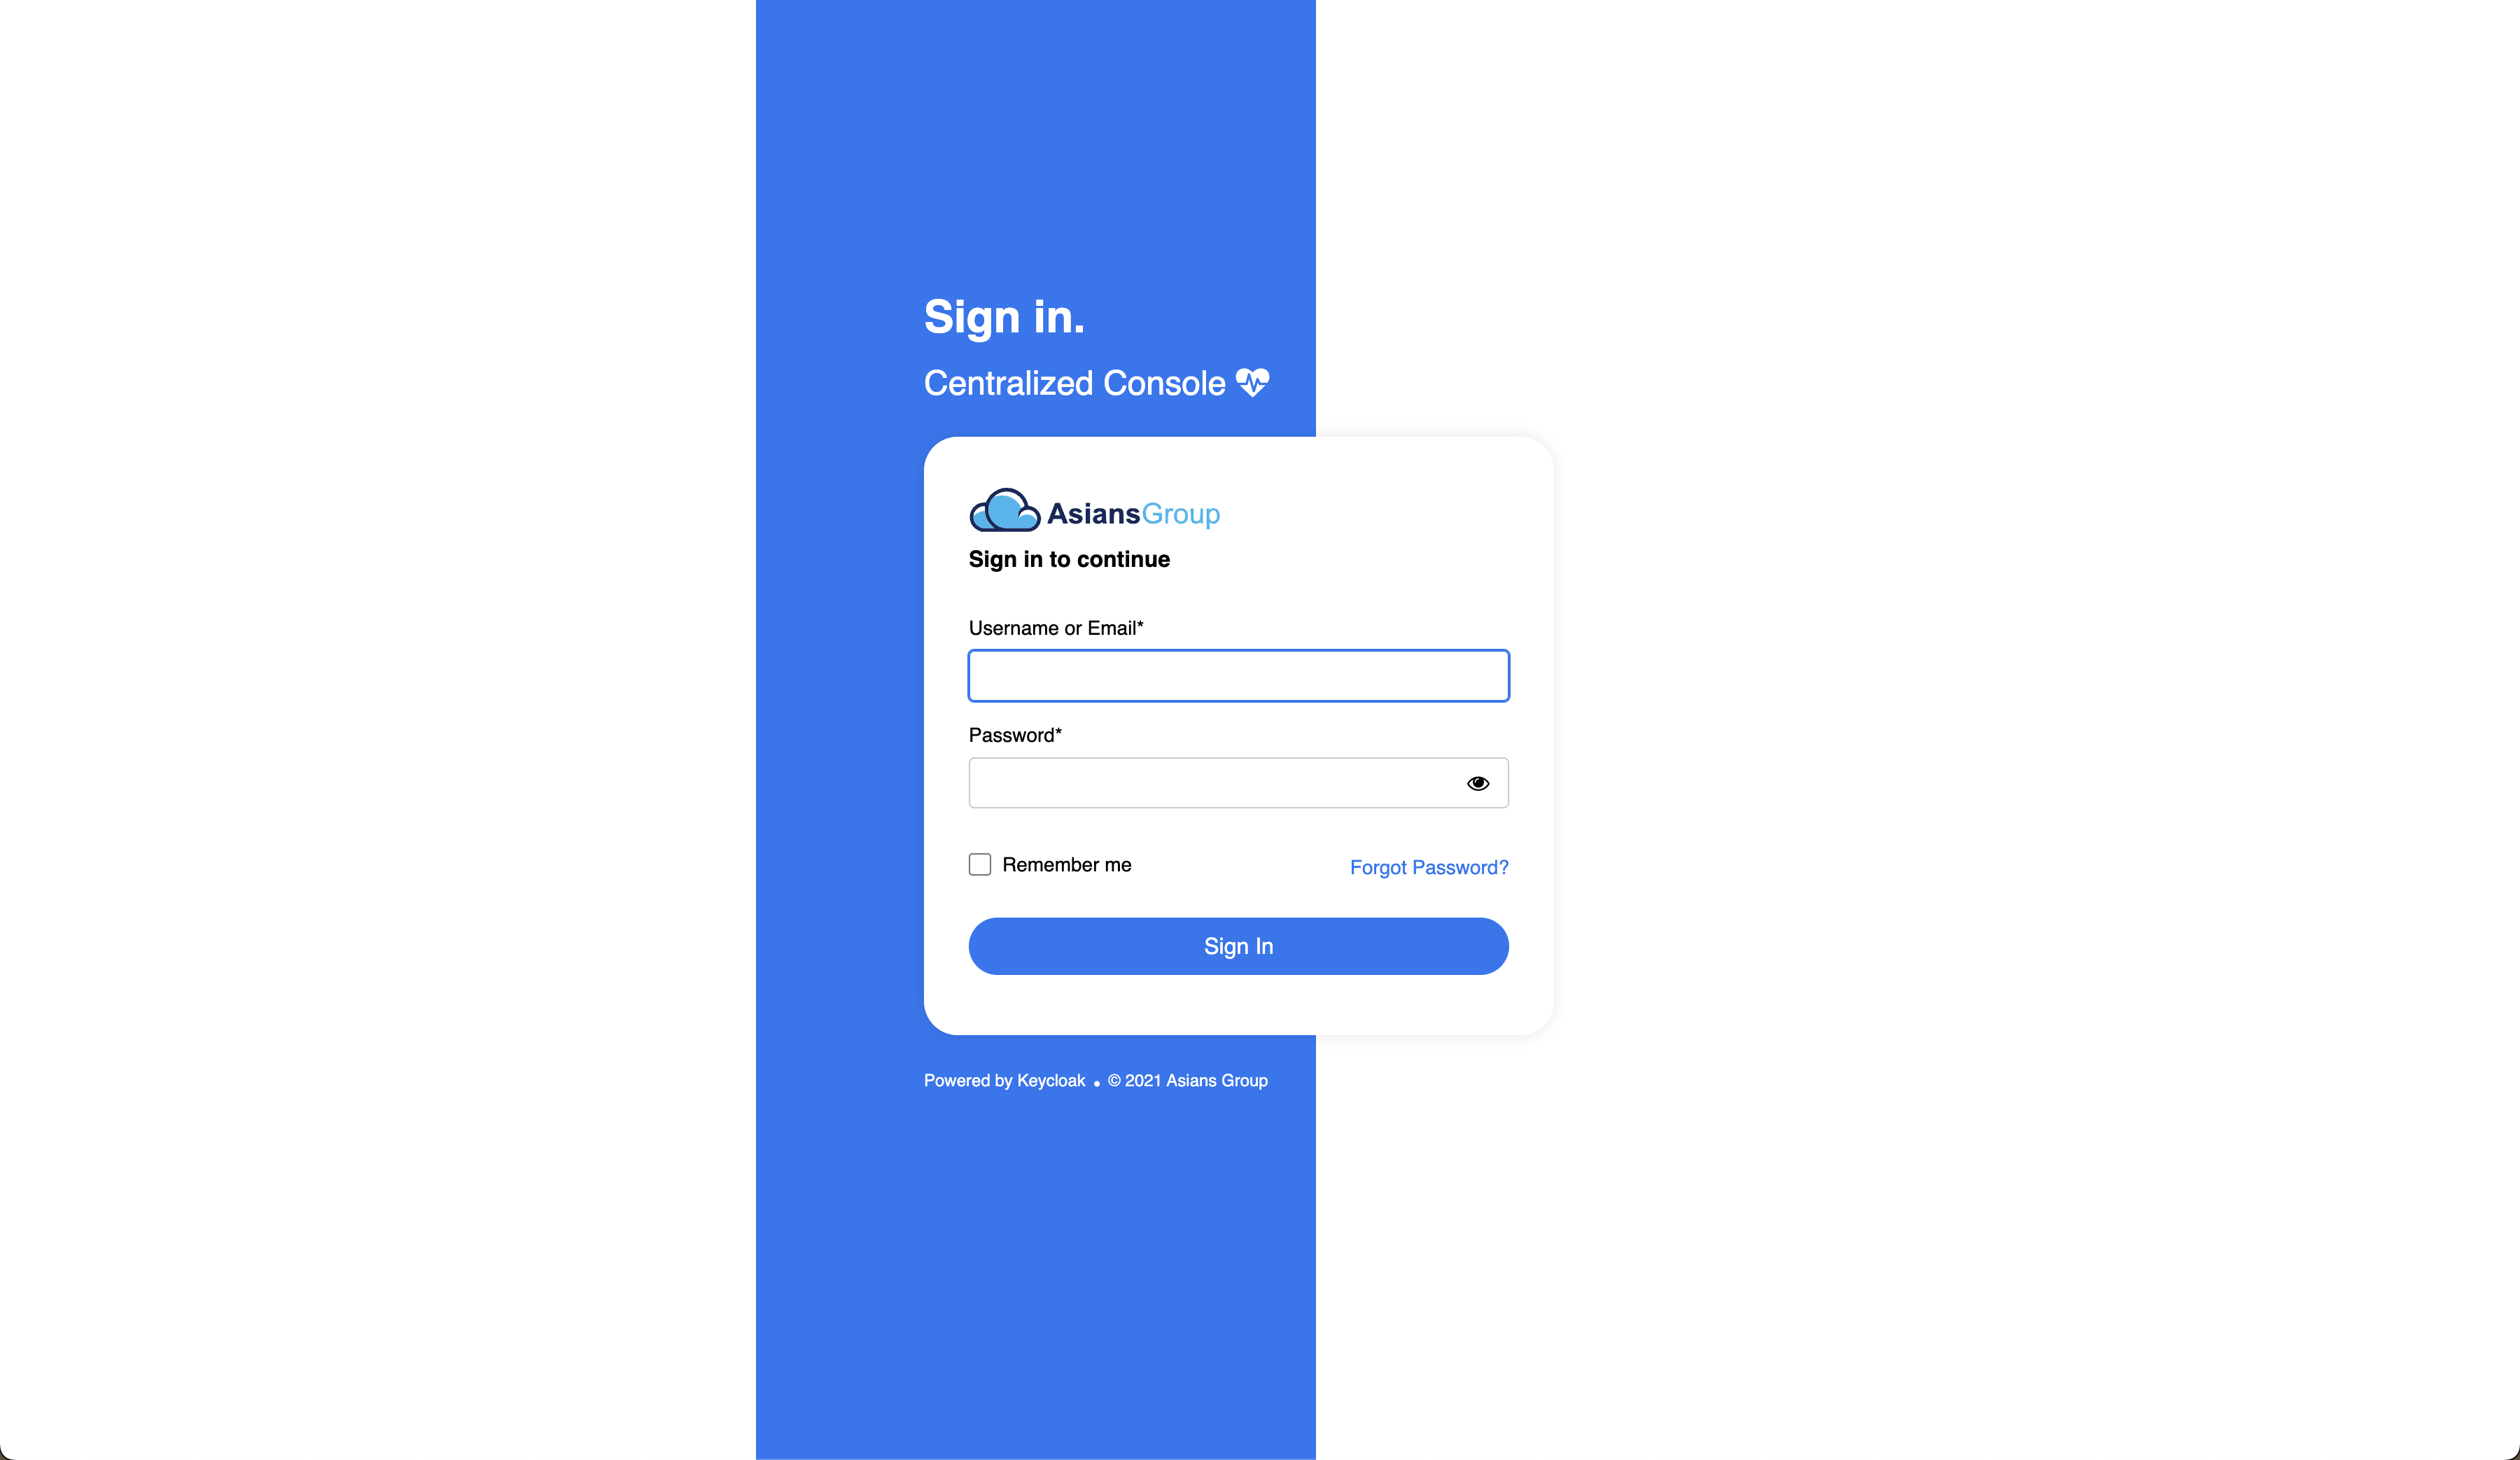 Sign in.
Centralized Console
AsiansGroup
Sign in to continue
Username or Email*
Password*
Remember me
Forgot Password?
Sign In
Powered by Keycloak • © 2021 Asians Group